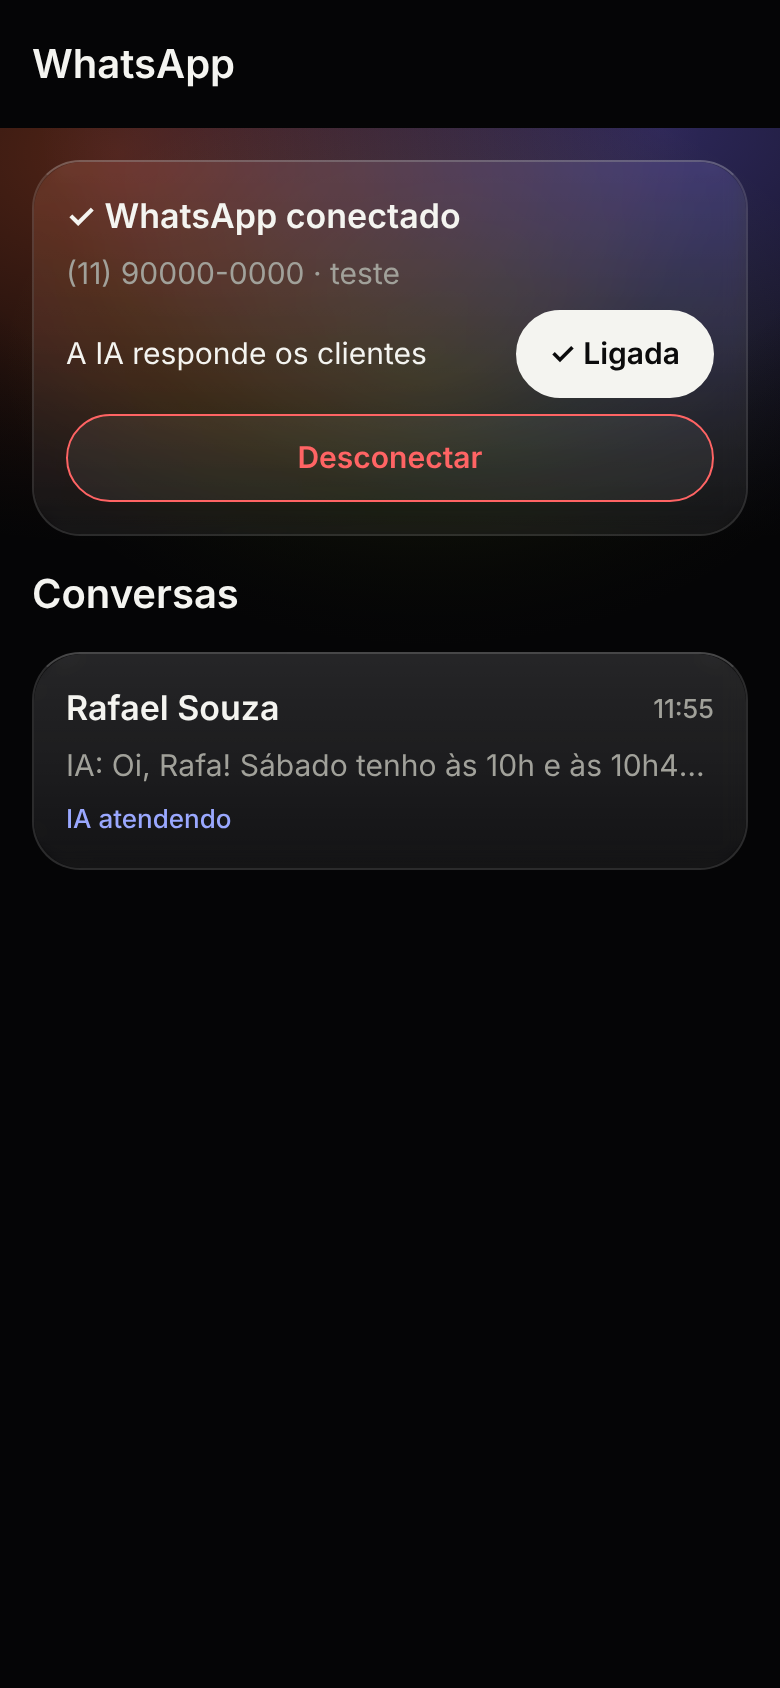 WhatsApp
✓ WhatsApp conectado
(11) 90000-0000 · teste
A IA responde os clientes
✓ Ligada
Desconectar
Conversas
Rafael Souza
11:55
IA: Oi, Rafa! Sábado tenho às 10h e às 10h4...
IA atendendo